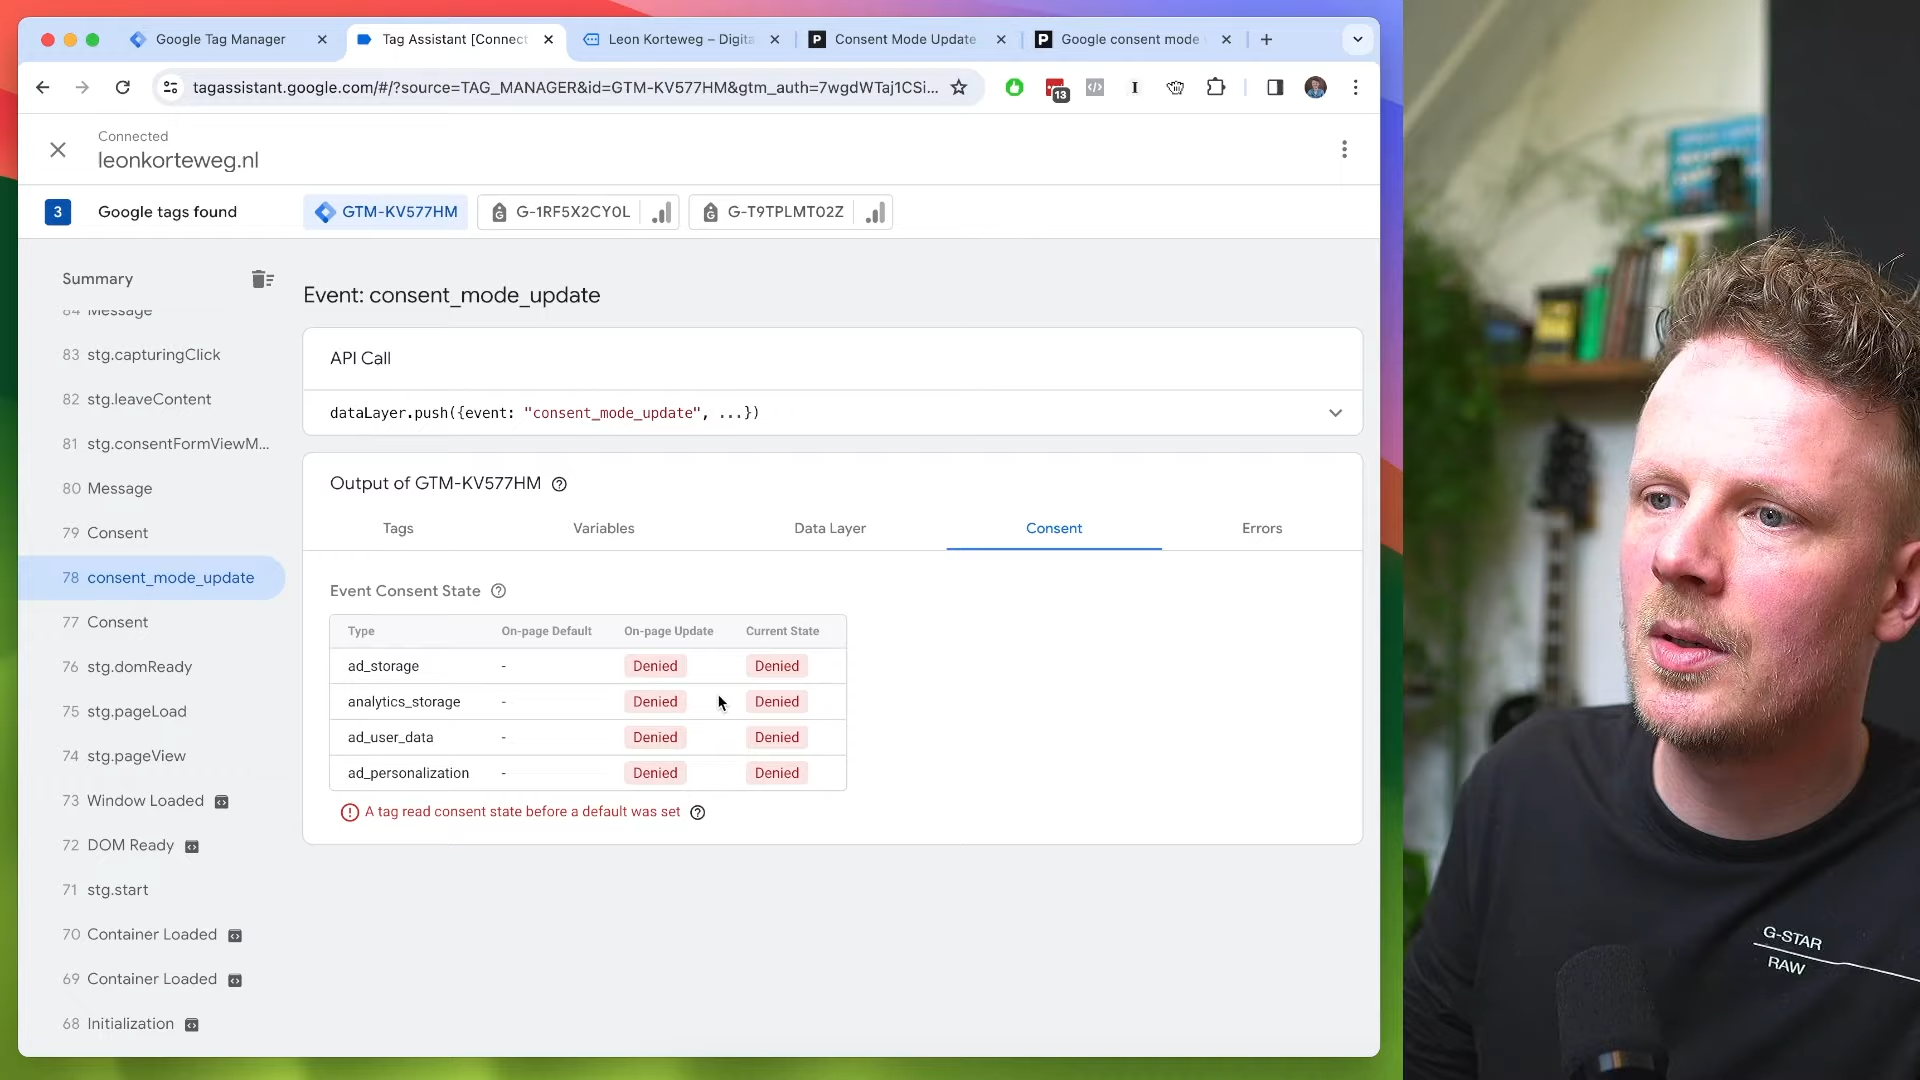 Google Tag Manager
Tag Assistant [Connect
Leon Korteweg – Digita
Consent Mode Update
Google consent mode
tagassistant.google.com/#/?source=TAG_MANAGER&id=GTM-KV577HM&gtm_auth=7wgdWTaj1CSi...
13
Connected
leonkorteweg.nl
3
Google tags found
GTM-KV577HM
G-1RF5X2CY0L
G-T9TPLMT02Z
Summary
84 Message
83 stg.capturingClick
82 stg.leaveContent
81 stg.consentFormViewM...
80 Message
79 Consent
78 consent_mode_update
77 Consent
76 stg.domReady
75 stg.pageLoad
74 stg.pageView
73 Window Loaded
72 DOM Ready
71 stg.start
70 Container Loaded
69 Container Loaded
68 Initialization
Event: consent_mode_update
API Call
dataLayer.push({event: "consent_mode_update", ...})
Output of GTM-KV577HM
Tags Variables Data Layer Consent Errors
Event Consent State
Type On-page Default On-page Update Current State
ad_storage - Denied Denied
analytics_storage - Denied Denied
ad_user_data - Denied Denied
ad_personalization - Denied Denied
A tag read consent state before a default was set
G-STAR
RAW